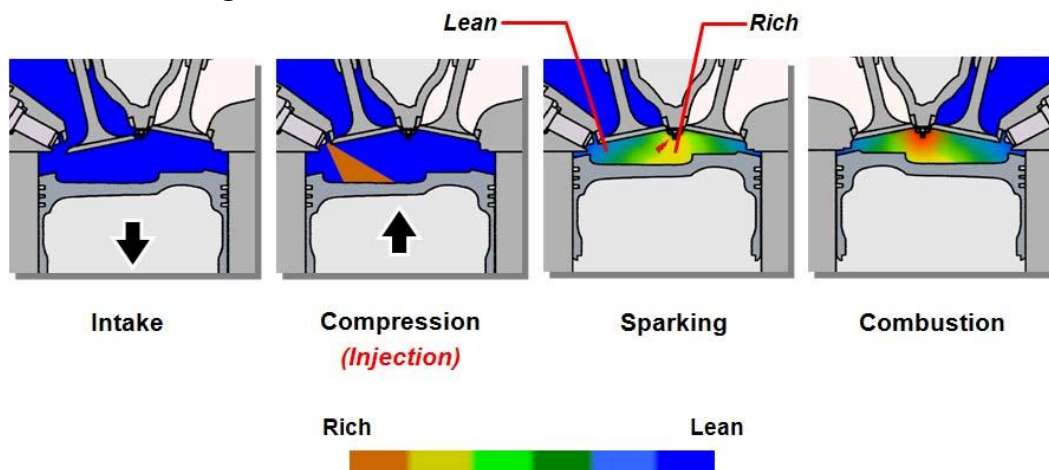 Lean Rich
Intake Compression Sparking Combustion
(Injection)
Rich Lean